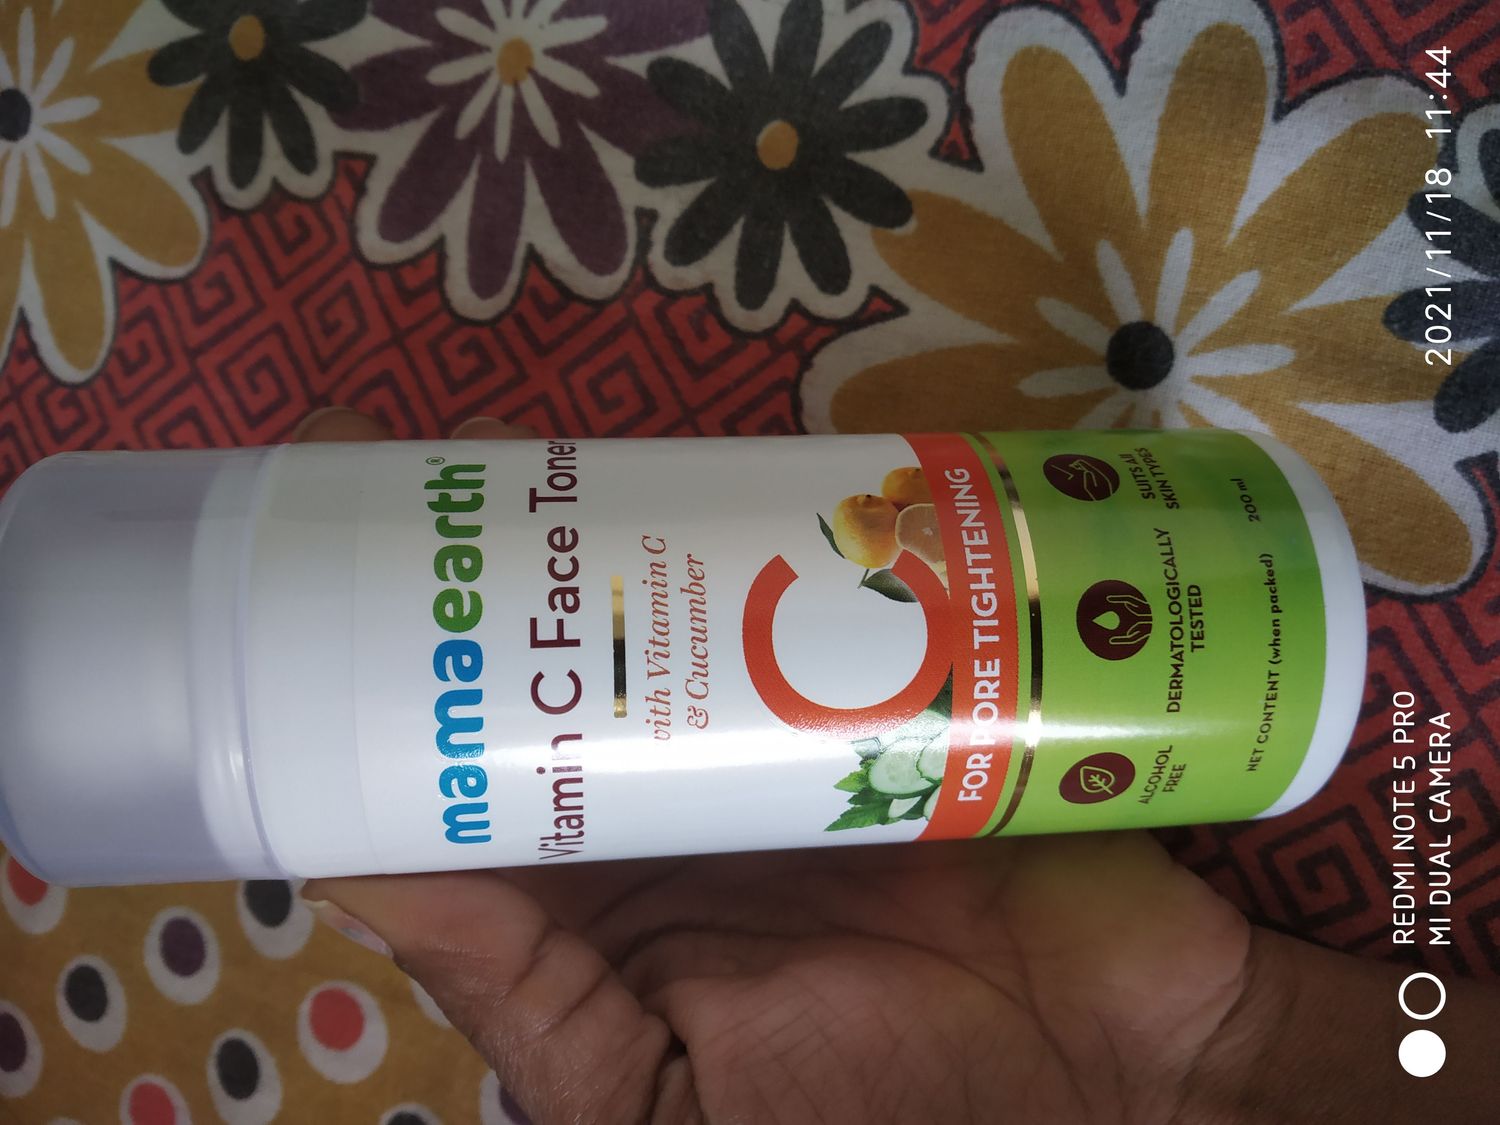 mamaearth®
Vitamin C Face Toner
with Vitamin C
& Cucumber
C
FOR PORE TIGHTENING
ALCOHOL
FREE
DERMATOLOGICALLY
TESTED
SUITS All
SKIN TYPES
NET CONTENT (when packed) 200 ml
REDMI NOTE 5 PRO
MI DUAL CAMERA
2021/11/18 11:44